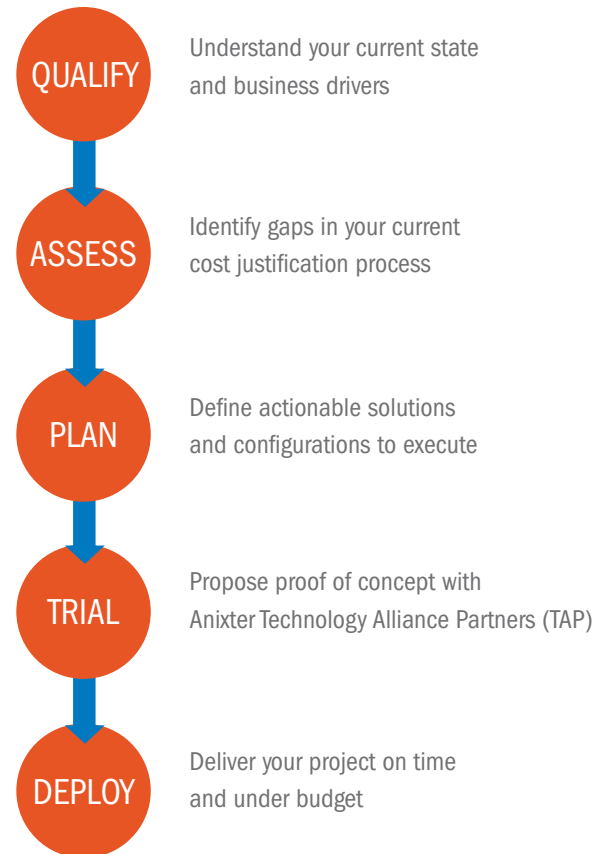 QUALIFY
Understand your current state
and business drivers
ASSESS
Identify gaps in your current
cost justification process
PLAN
Define actionable solutions
and configurations to execute
TRIAL
Propose proof of concept with
Anixter Technology Alliance Partners (TAP)
DEPLOY
Deliver your project on time
and under budget